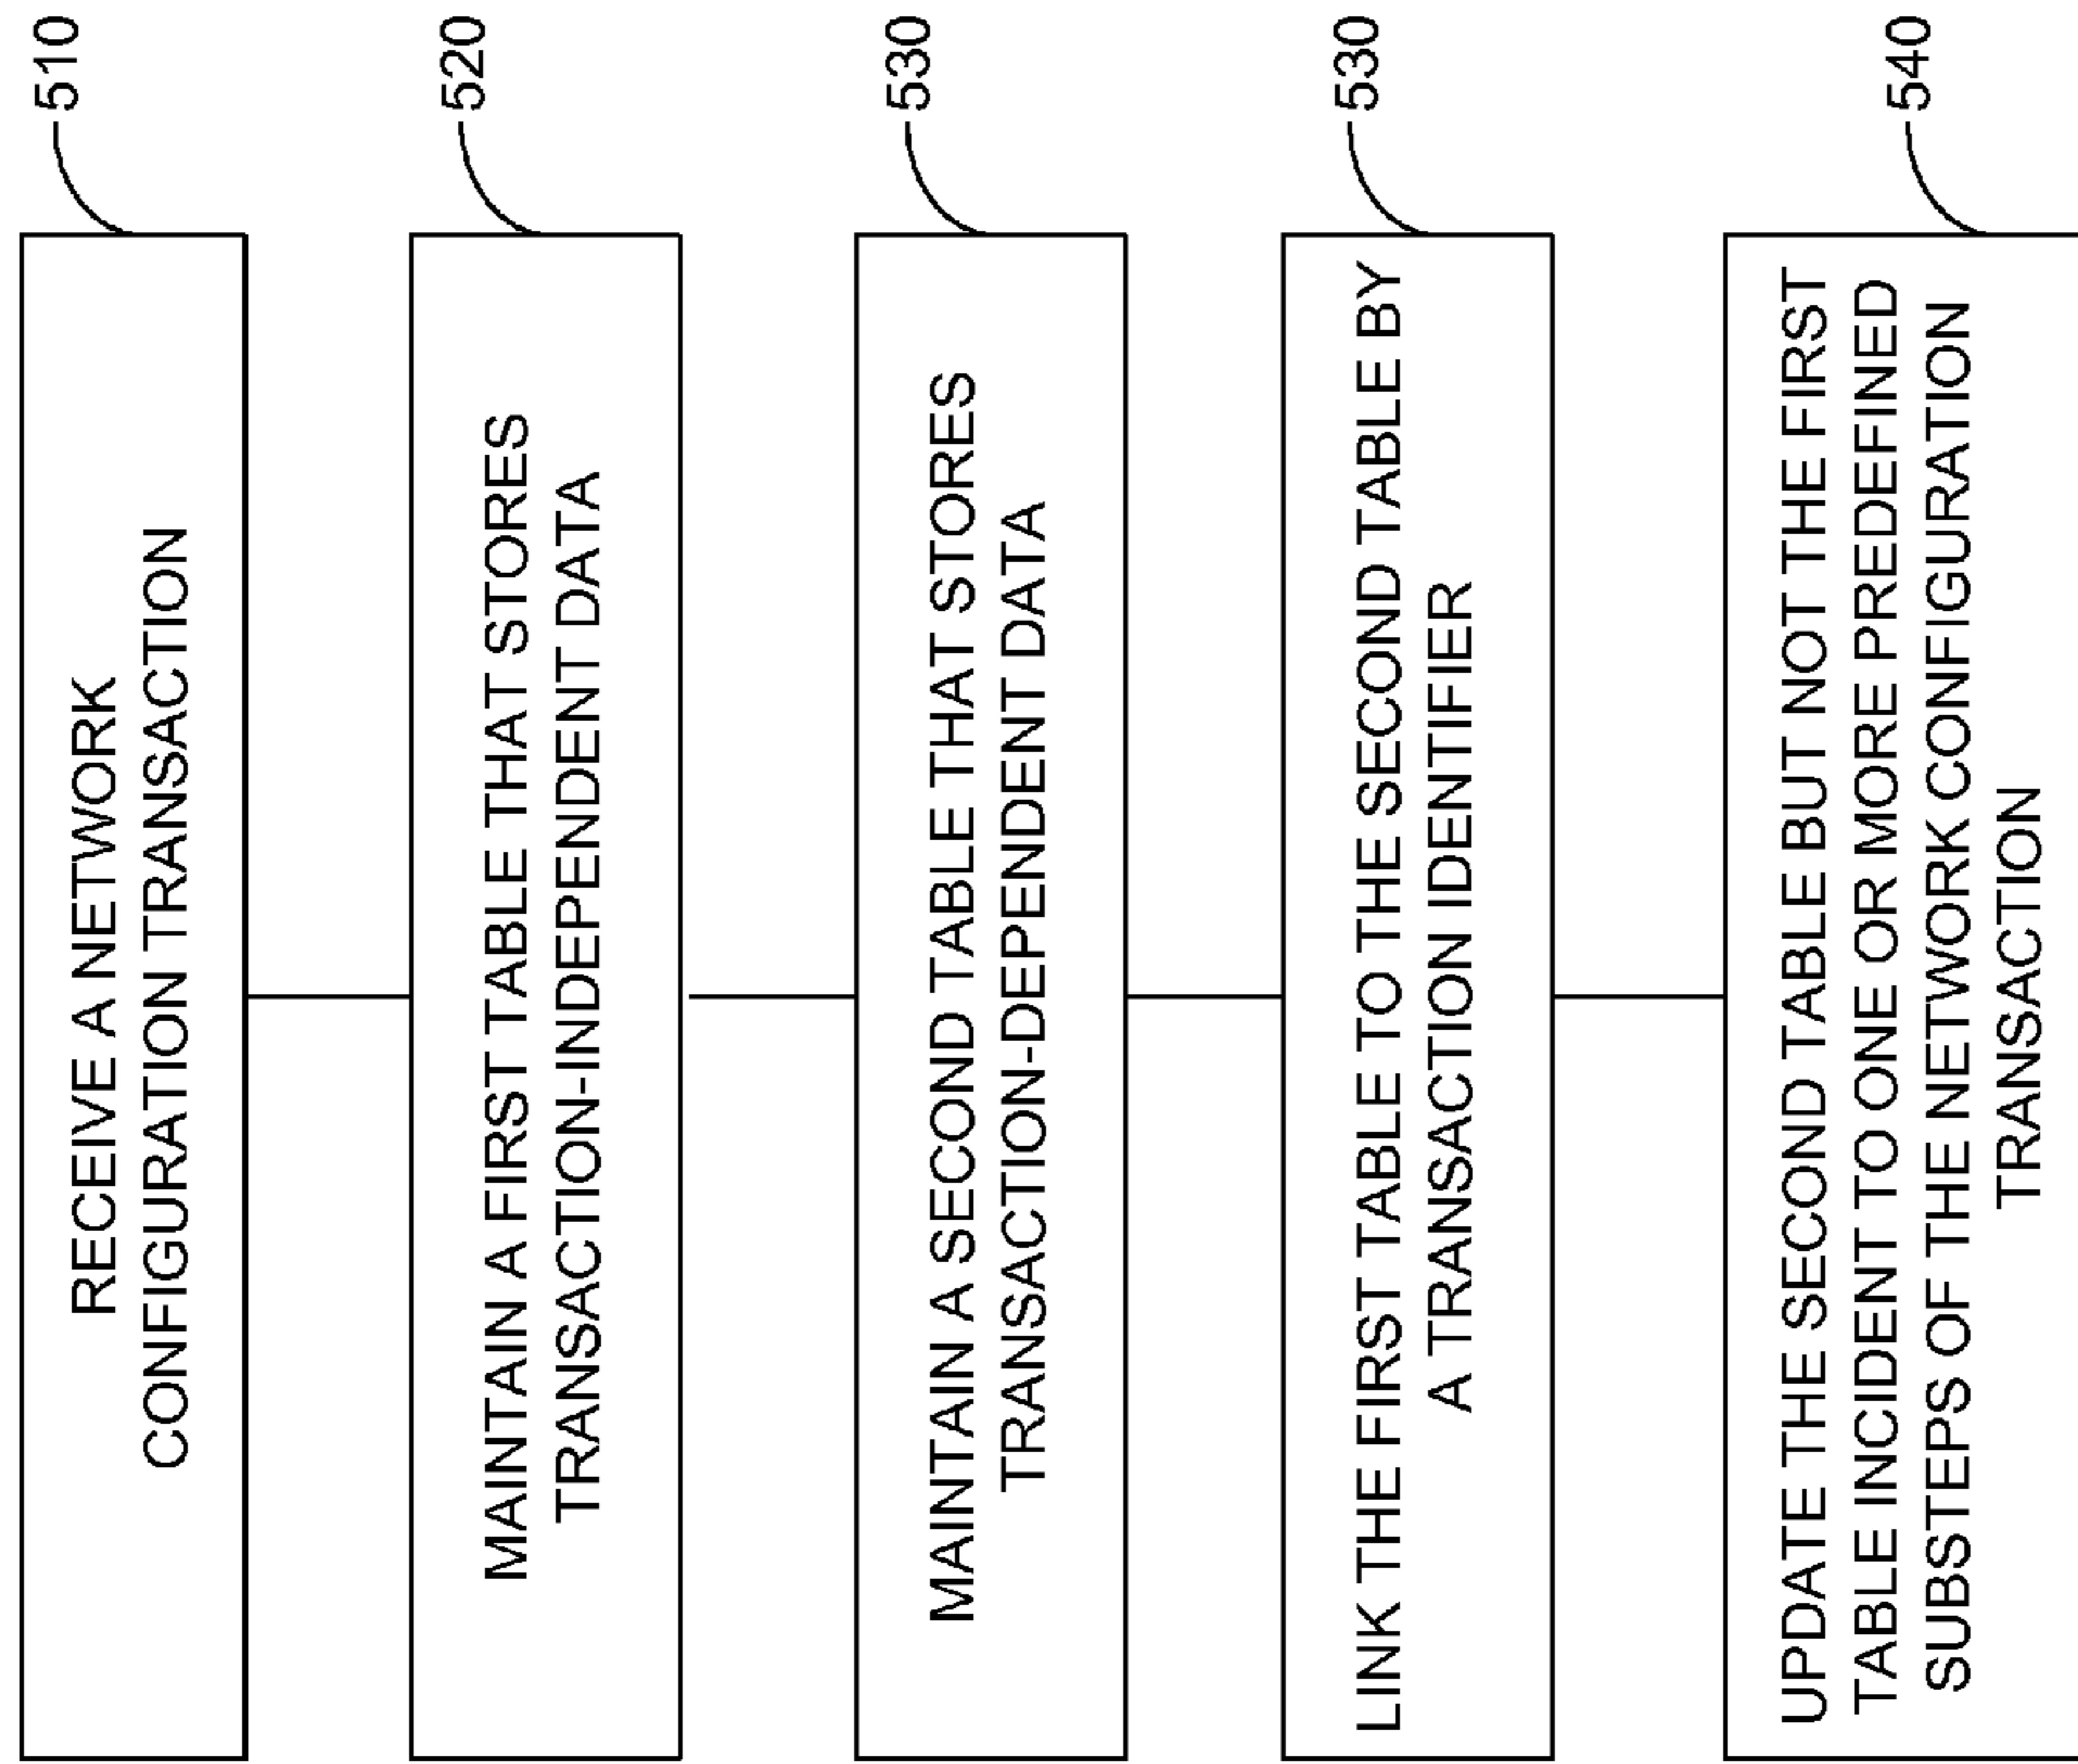 510
RECEIVE A NETWORK
CONFIGURATION TRANSACTION
520
MAINTAIN A FIRST TABLE THAT STORES
TRANSACTION-INDEPENDENT DATA
530
MAINTAIN A SECOND TABLE THAT STORES
TRANSACTION-DEPENDENT DATA
530
LINK THE FIRST TABLE TO THE SECOND TABLE BY
A TRANSACTION IDENTIFIER
540
UPDATE THE SECOND TABLE BUT NOT THE FIRST
TABLE INCIDENT TO ONE OR MORE PREDEFINED
SUBSTEPS OF THE NETWORK CONFIGURATION
TRANSACTION